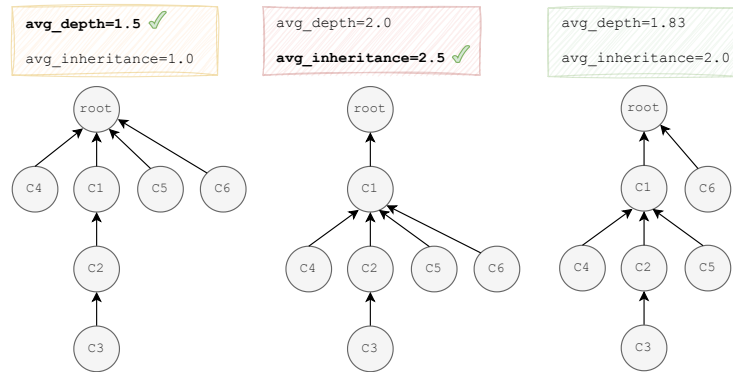 avg_depth=1.5
avg_inheritance=1.0
root
C4 C1 C5 C6
C2
C3
avg_depth=2.0
avg_inheritance=2.5
root
C1
C4 C2 C5 C6
C3
avg_depth=1.83
avg_inheritance=2.0
root
C1 C6
C4 C2 C5
C3